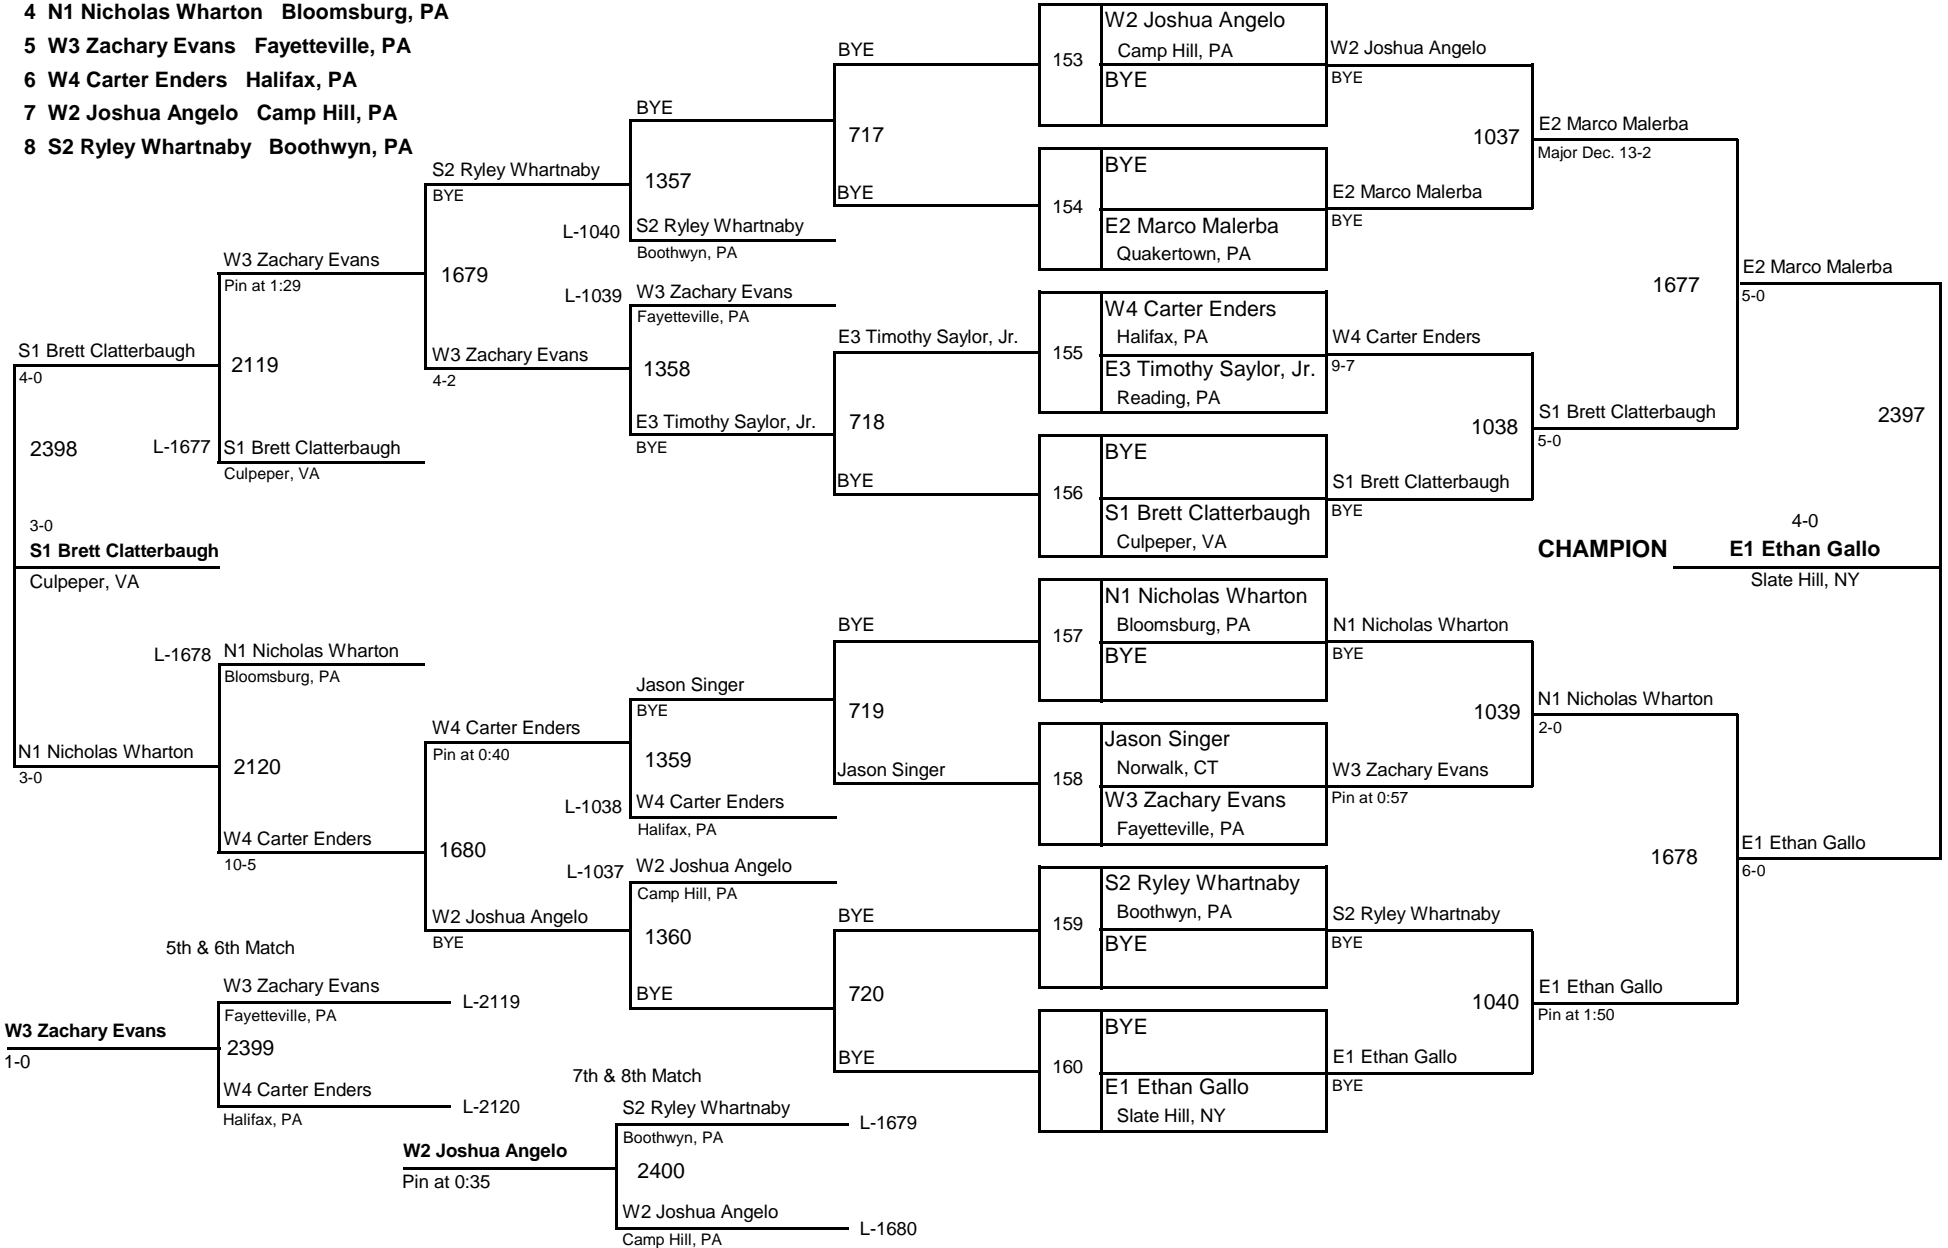 4 N1 Nicholas Wharton Bloomsburg, PA
5 W3 Zachary Evans Fayetteville, PA
6 W4 Carter Enders Halifax, PA
7 W2 Joshua Angelo Camp Hill, PA
8 S2 Ryley Whartnaby Boothwyn, PA
S1 Brett Clatterbaugh
4-0
2398
3-0
S1 Brett Clatterbaugh
Culpeper, VA
N1 Nicholas Wharton
3-0
W3 Zachary Evans
Pin at 1:29
2119
L-1677
S1 Brett Clatterbaugh
Culpeper, VA
L-1678
N1 Nicholas Wharton
Bloomsburg, PA
2120
W4 Carter Enders
10-5
S2 Ryley Whartnaby
BYE
1679
W3 Zachary Evans
4-2
W4 Carter Enders
Pin at 0:40
1680
W2 Joshua Angelo
BYE
BYE
1357
L-1040
S2 Ryley Whartnaby
Boothwyn, PA
L-1039
W3 Zachary Evans
Fayetteville, PA
1358
E3 Timothy Saylor, Jr.
BYE
Jason Singer
BYE
1359
L-1038
W4 Carter Enders
Halifax, PA
L-1037
W2 Joshua Angelo
Camp Hill, PA
1360
BYE
BYE
717
BYE
E3 Timothy Saylor, Jr.
718
BYE
BYE
719
Jason Singer
BYE
720
BYE
153
W2 Joshua Angelo
Camp Hill, PA
BYE
154
BYE
E2 Marco Malerba
Quakertown, PA
155
W4 Carter Enders
Halifax, PA
E3 Timothy Saylor, Jr.
Reading, PA
156
BYE
S1 Brett Clatterbaugh
Culpeper, VA
157
N1 Nicholas Wharton
Bloomsburg, PA
BYE
158
Jason Singer
Norwalk, CT
W3 Zachary Evans
Fayetteville, PA
159
S2 Ryley Whartnaby
Boothwyn, PA
BYE
160
BYE
E1 Ethan Gallo
Slate Hill, NY
W2 Joshua Angelo
BYE
1037
E2 Marco Malerba
BYE
W4 Carter Enders
9-7
1038
S1 Brett Clatterbaugh
BYE
N1 Nicholas Wharton
BYE
1039
W3 Zachary Evans
Pin at 0:57
S2 Ryley Whartnaby
BYE
1040
E1 Ethan Gallo
BYE
E2 Marco Malerba
Major Dec. 13-2
1677
S1 Brett Clatterbaugh
5-0
N1 Nicholas Wharton
2-0
1678
E1 Ethan Gallo
Pin at 1:50
E2 Marco Malerba
5-0
2397
4-0
CHAMPION E1 Ethan Gallo
Slate Hill, NY
E1 Ethan Gallo
6-0
5th & 6th Match
W3 Zachary Evans
L-2119
Fayetteville, PA
W3 Zachary Evans
1-0
2399
W4 Carter Enders
L-2120
Halifax, PA
7th & 8th Match
S2 Ryley Whartnaby
L-1679
Boothwyn, PA
W2 Joshua Angelo
Pin at 0:35
2400
W2 Joshua Angelo
L-1680
Camp Hill, PA